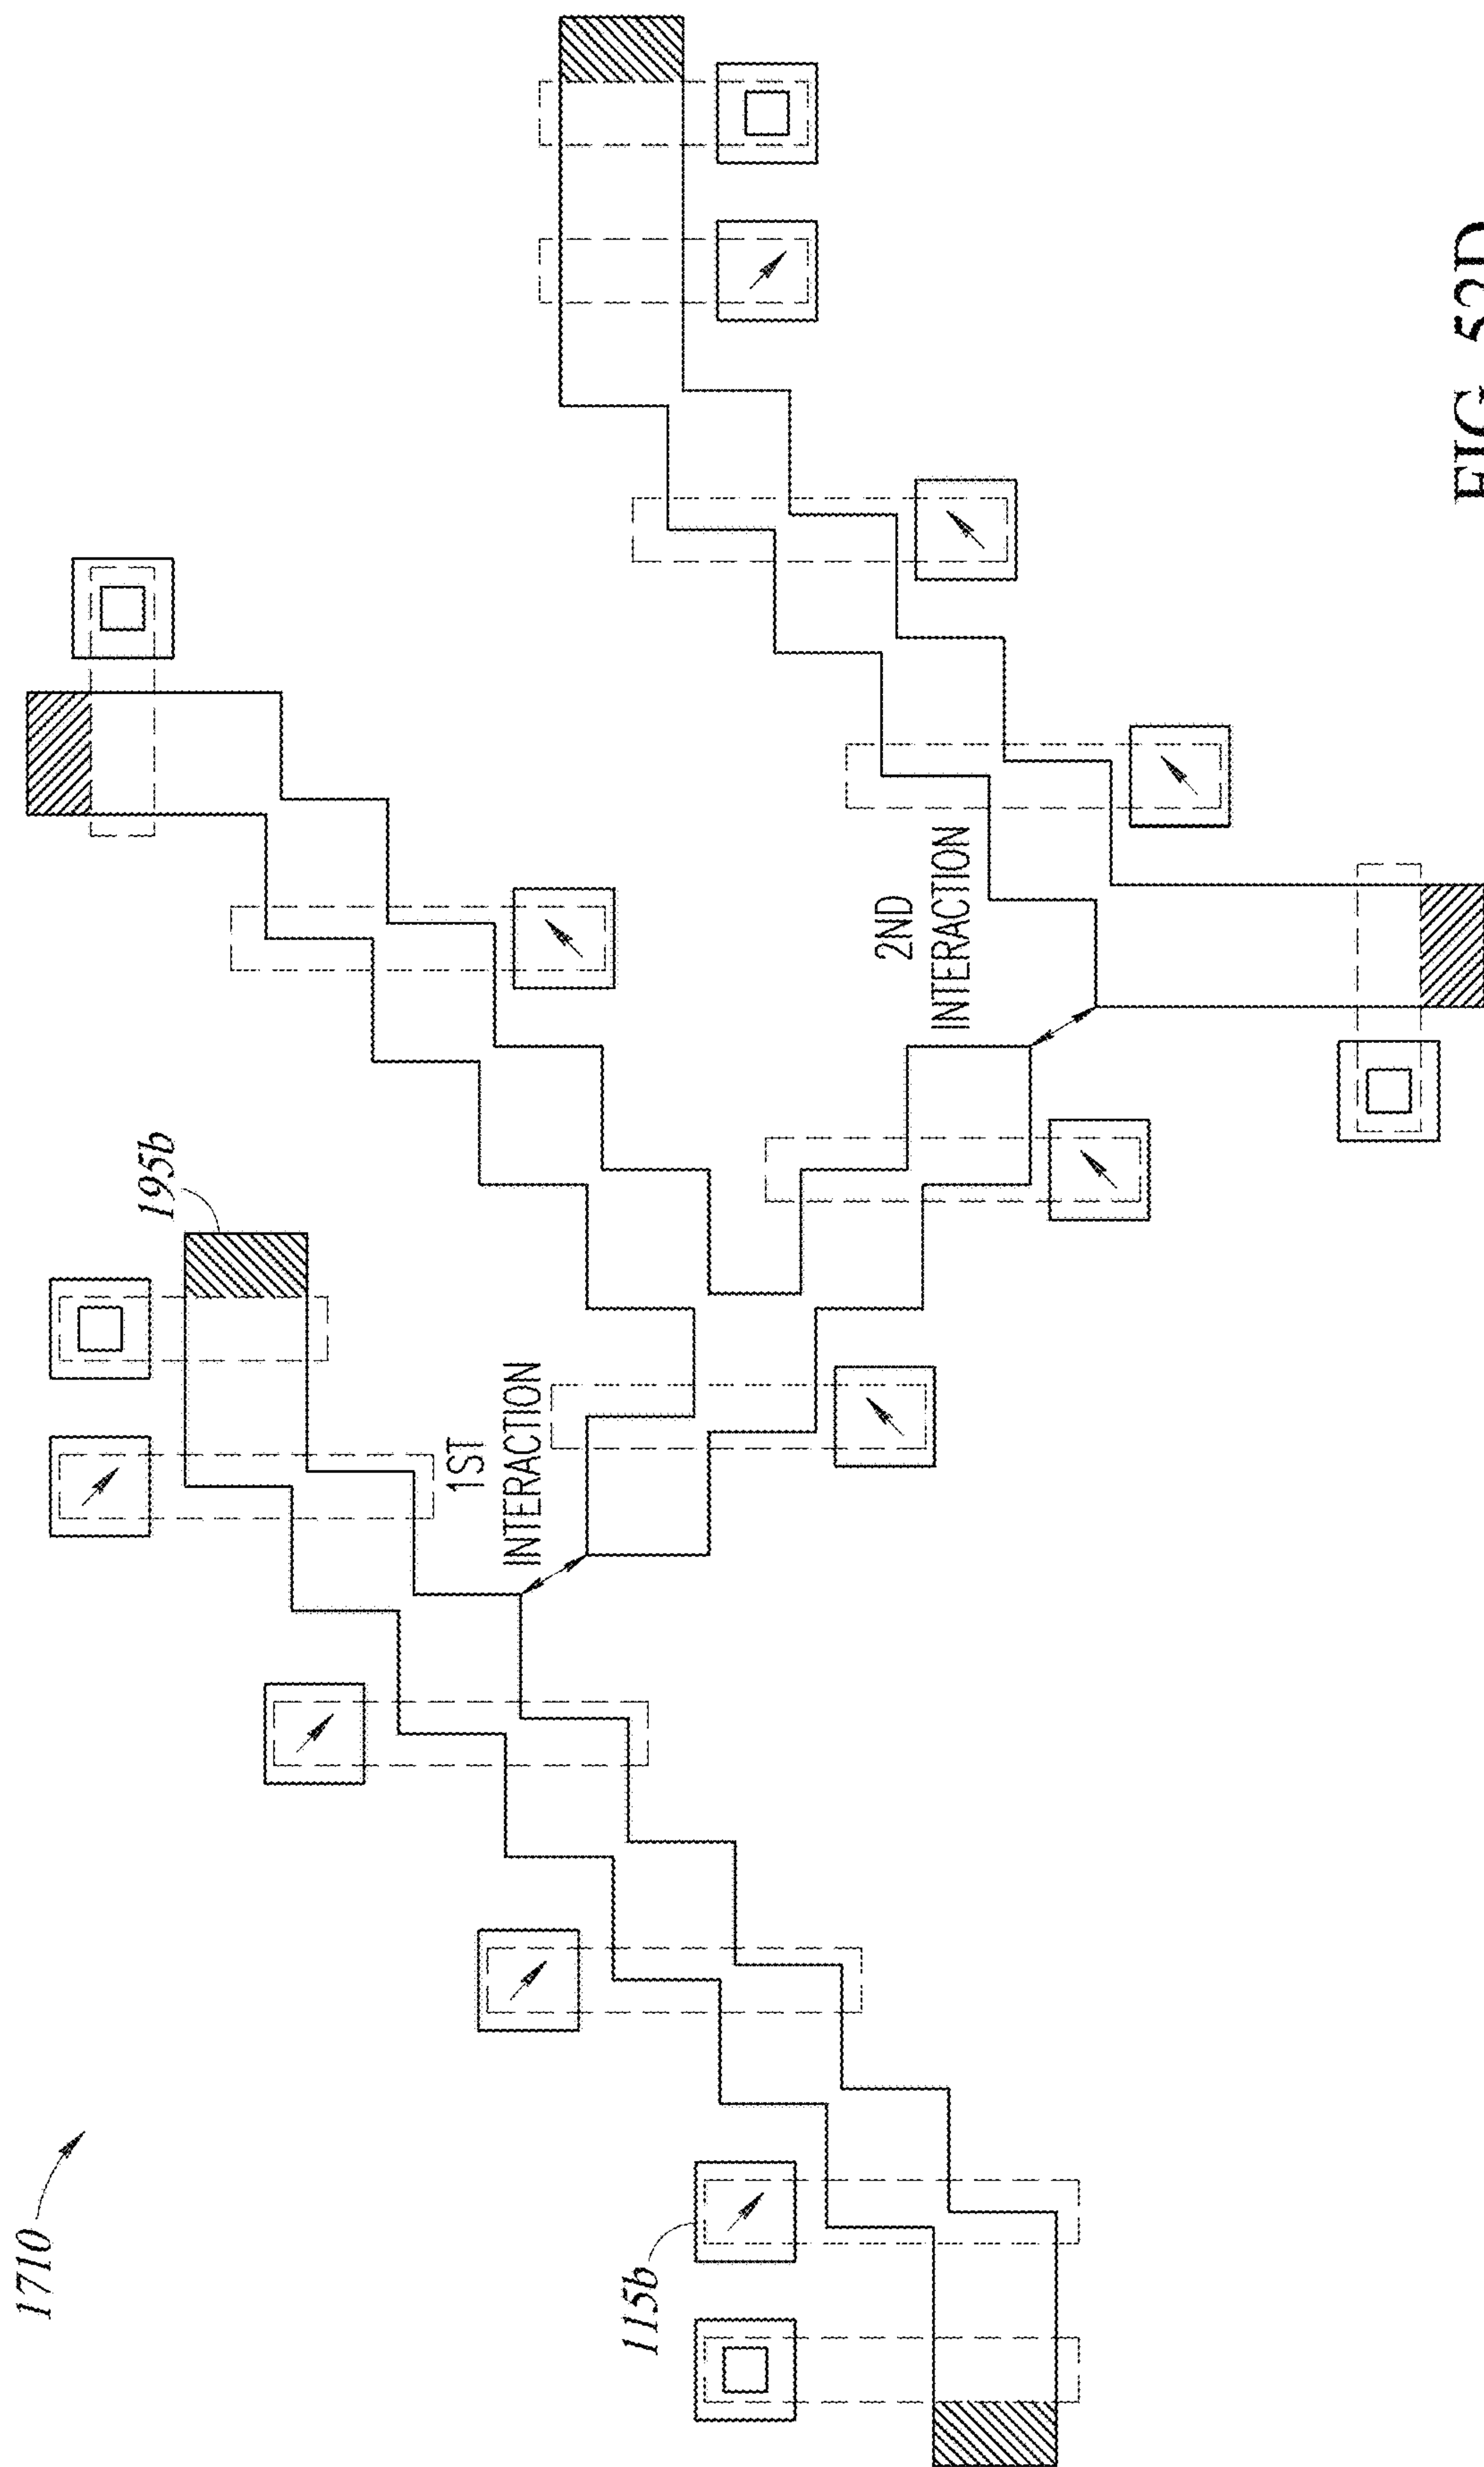 1710
195b
1ST
INTERACTION
2ND
INTERACTION
115b
FIG. 52D